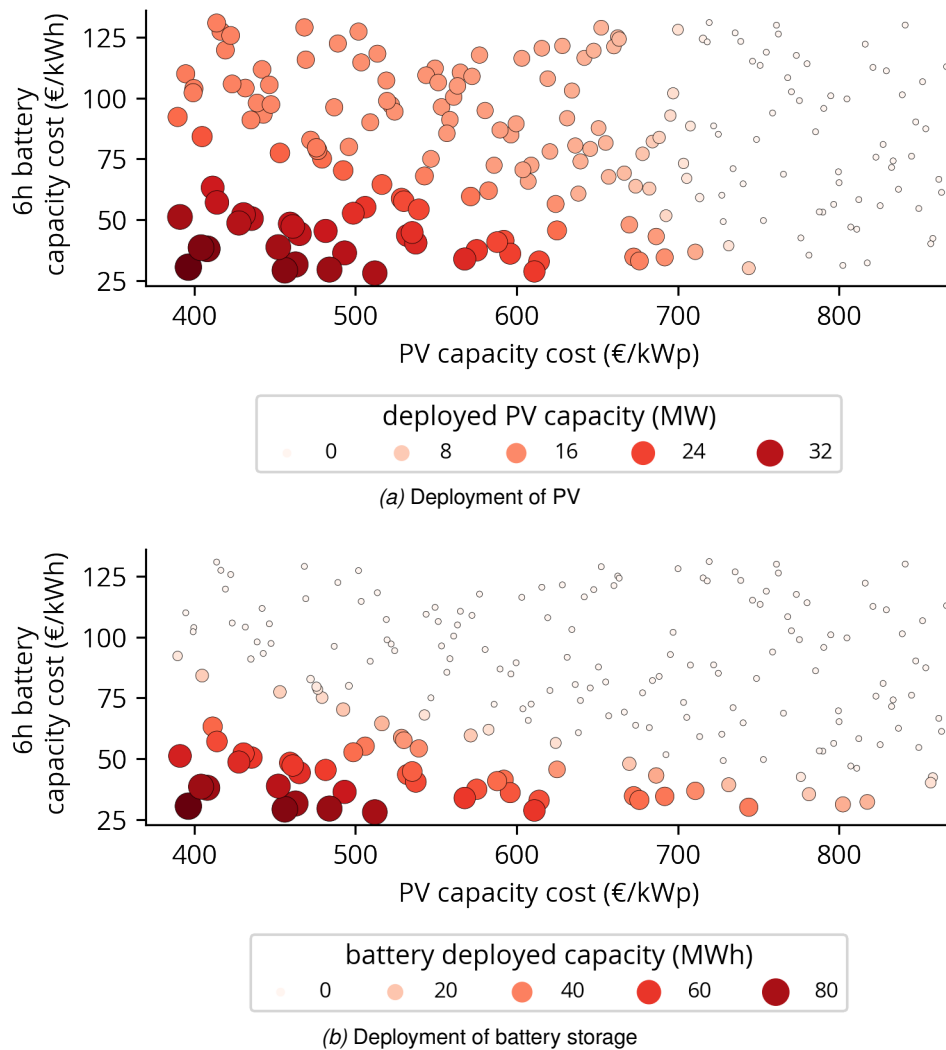 6h battery
capacity cost (€/kWh)
125
100
75
50
25
400 500 600 700 800
PV capacity cost (€/kWp)
deployed PV capacity (MW)
0 8 16 24 32
(a) Deployment of PV
6h battery
capacity cost (€/kWh)
125
100
75
50
25
400 500 600 700 800
PV capacity cost (€/kWp)
battery deployed capacity (MWh)
0 20 40 60 80
(b) Deployment of battery storage